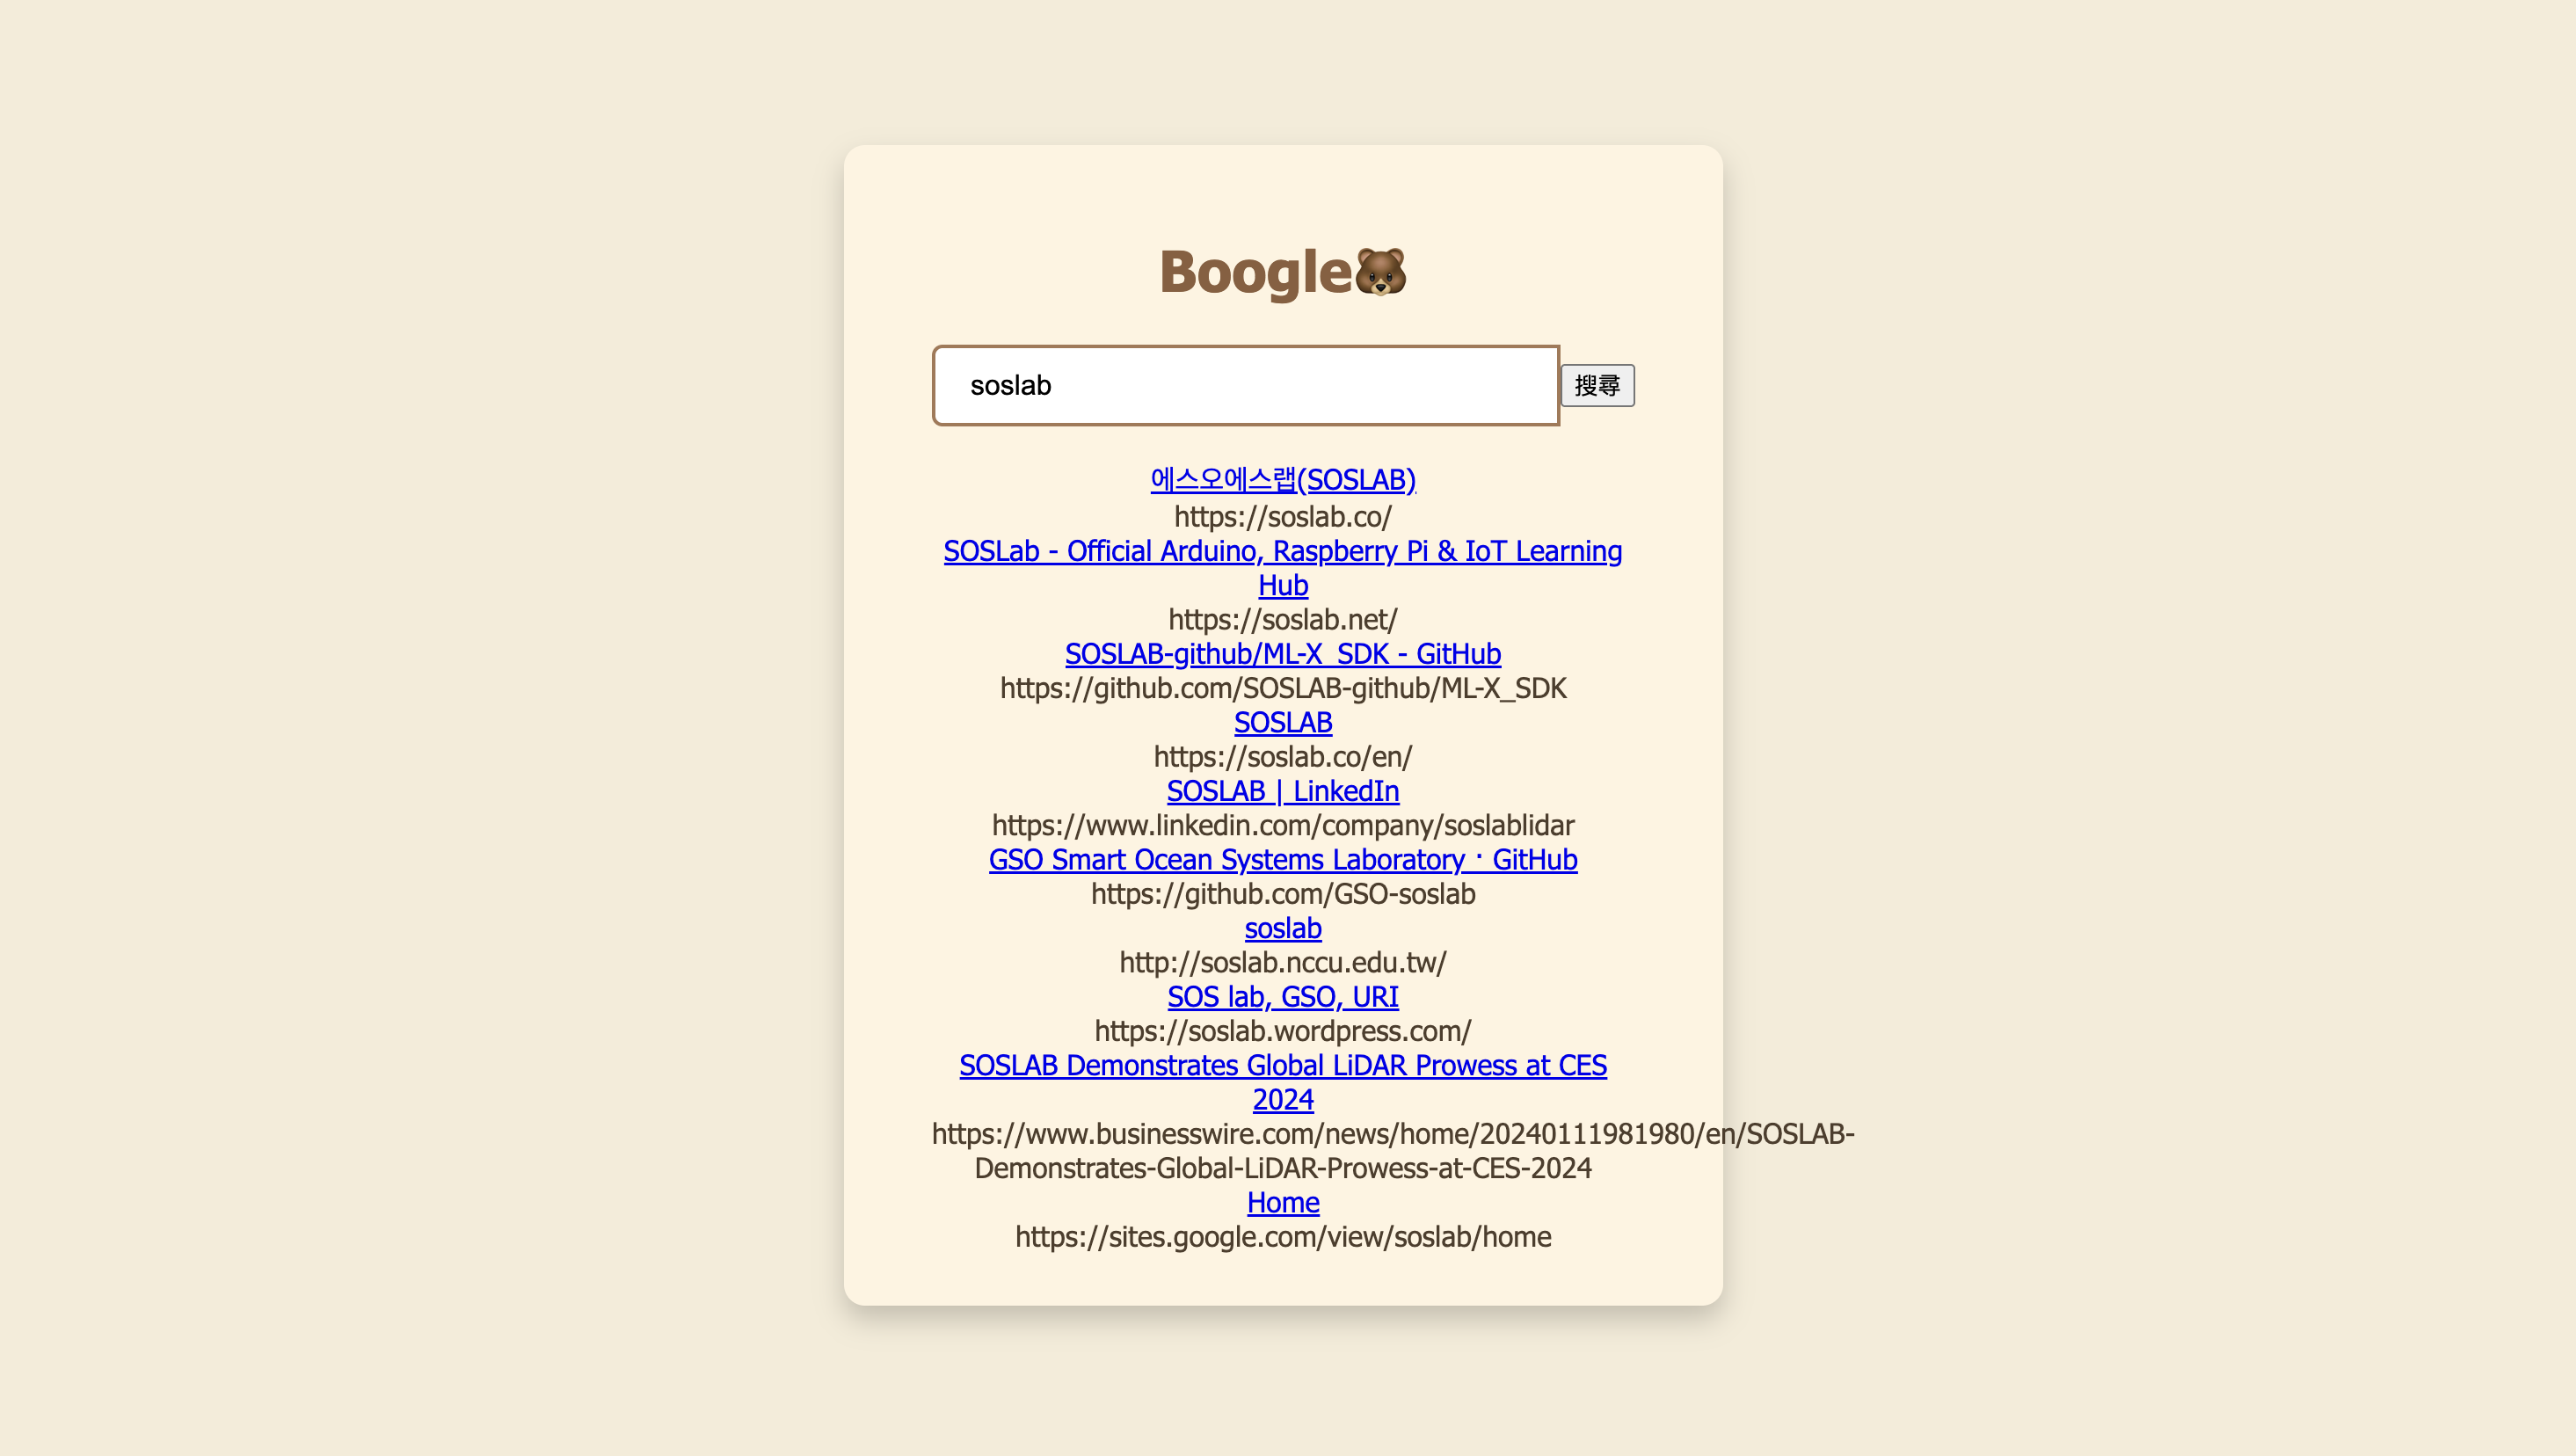 Boogle🐻
soslab
搜尋
에스오에스랩(SOSLAB)
https://soslab.co/
SOSLab - Official Arduino, Raspberry Pi & IoT Learning
Hub
https://soslab.net/
SOSLAB-github/ML-X_SDK - GitHub
https://github.com/SOSLAB-github/ML-X_SDK
SOSLAB
https://soslab.co/en/
SOSLAB | LinkedIn
https://www.linkedin.com/company/soslablidar
GSO Smart Ocean Systems Laboratory · GitHub
https://github.com/GSO-soslab
soslab
http://soslab.nccu.edu.tw/
SOS lab, GSO, URI
https://soslab.wordpress.com/
SOSLAB Demonstrates Global LiDAR Prowess at CES
2024
https://www.businesswire.com/news/home/20240111981980/en/SOSLAB-
Demonstrates-Global-LiDAR-Prowess-at-CES-2024
Home
https://sites.google.com/view/soslab/home